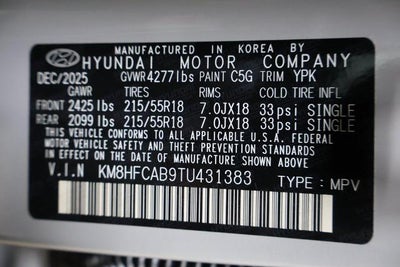 MANUFACTURED IN KOREA BY
HYUNDAI MOTOR COMPANY
DEC/2025 GVWR 4277lbs PAINT C5G TRIM YPK
GAWR TIRES RIMS COLD TIRE INFL
FRONT 2425 lbs 215/55R18 7.0JX18 33psi SINGLE
REAR 2099 lbs 215/55R18 7.0JX18 33psi SINGLE
THIS VEHICLE CONFORMS TO ALL APPLICABLE U.S.A. FEDERAL
MOTOR VEHICLE SAFETY AND THEFT PREVENTION STANDARDS
IN EFFECT ON THE DATE OF MANUFACTURE SHOWN ABOVE
V.I.N KM8HFCAB9TU431383 TYPE: MPV